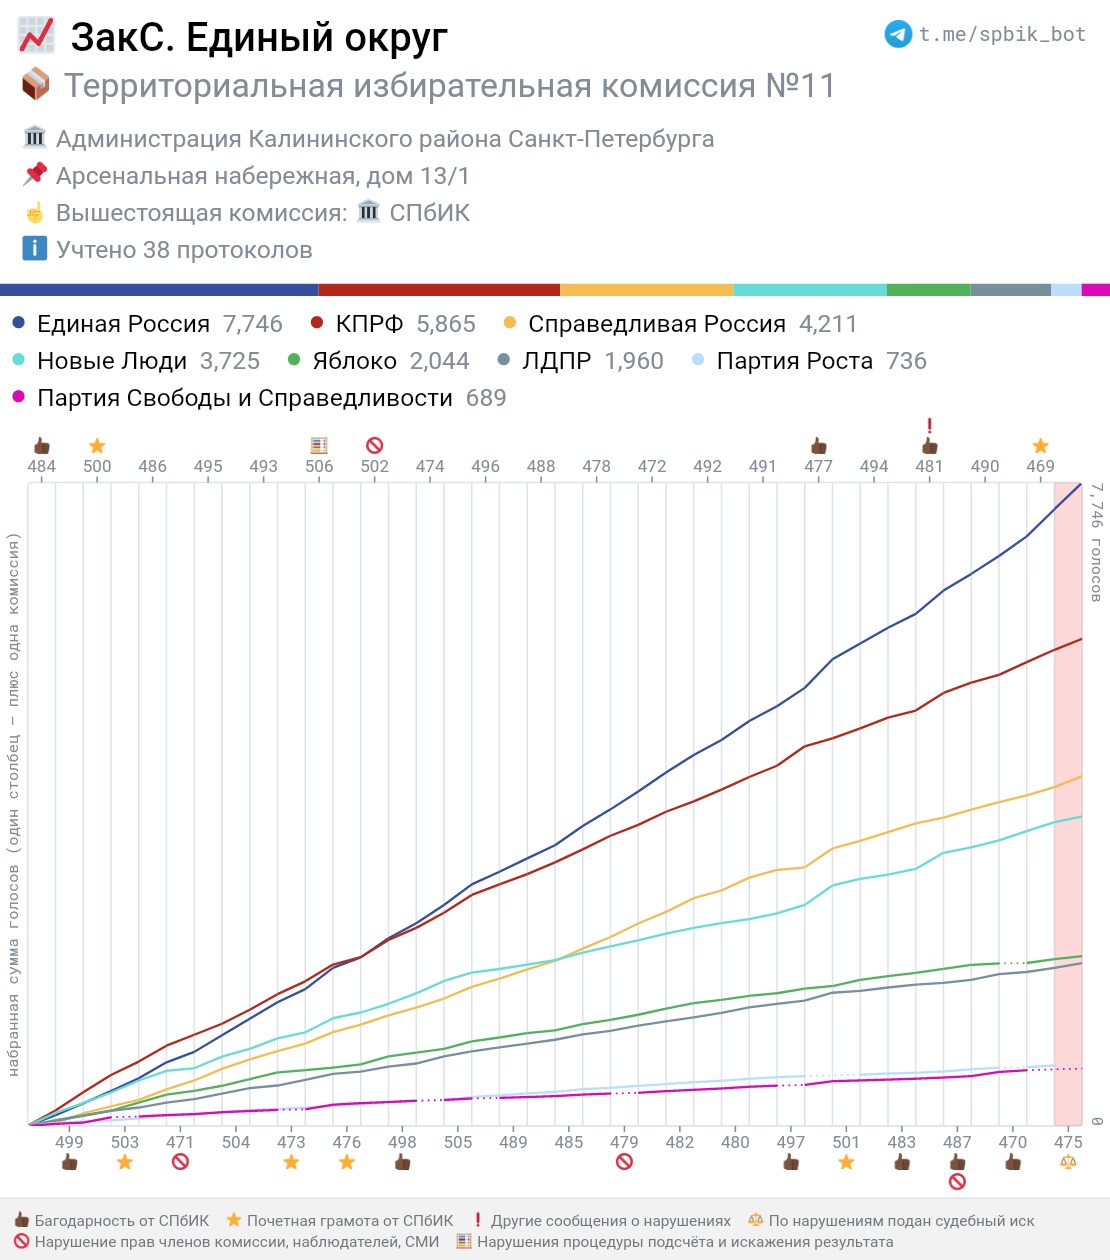 ЗакС. Единый округ
t.me/spbik_bot
Территориальная избирательная комиссия №11
Администрация Калининского района Санкт-Петербурга
Арсенальная набережная, дом 13/1
Вышестоящая комиссия: СПбИК
Учтено 38 протоколов
Единая Россия 7,746 КПРФ 5,865 Справедливая Россия 4,211
Новые Люди 3,725 Яблоко 2,044 ЛДПР 1,960 Партия Роста 736
Партия Свободы и Справедливости 689
484 500 486 495 493 506 502 474 496 488 478 472 492 491 477 494 481 490 469
7,746 голосов
набранная сумма голосов (один столбец — плюс одна комиссия)
0
499 503 471 504 473 476 498 505 489 485 479 482 480 497 501 483 487 470 475
Багодарность от СПбИК Почетная грамота от СПбИК Другие сообщения о нарушениях По нарушениям подан судебный иск
Нарушение прав членов комиссии, наблюдателей, СМИ Нарушения процедуры подсчёта и искажения результата